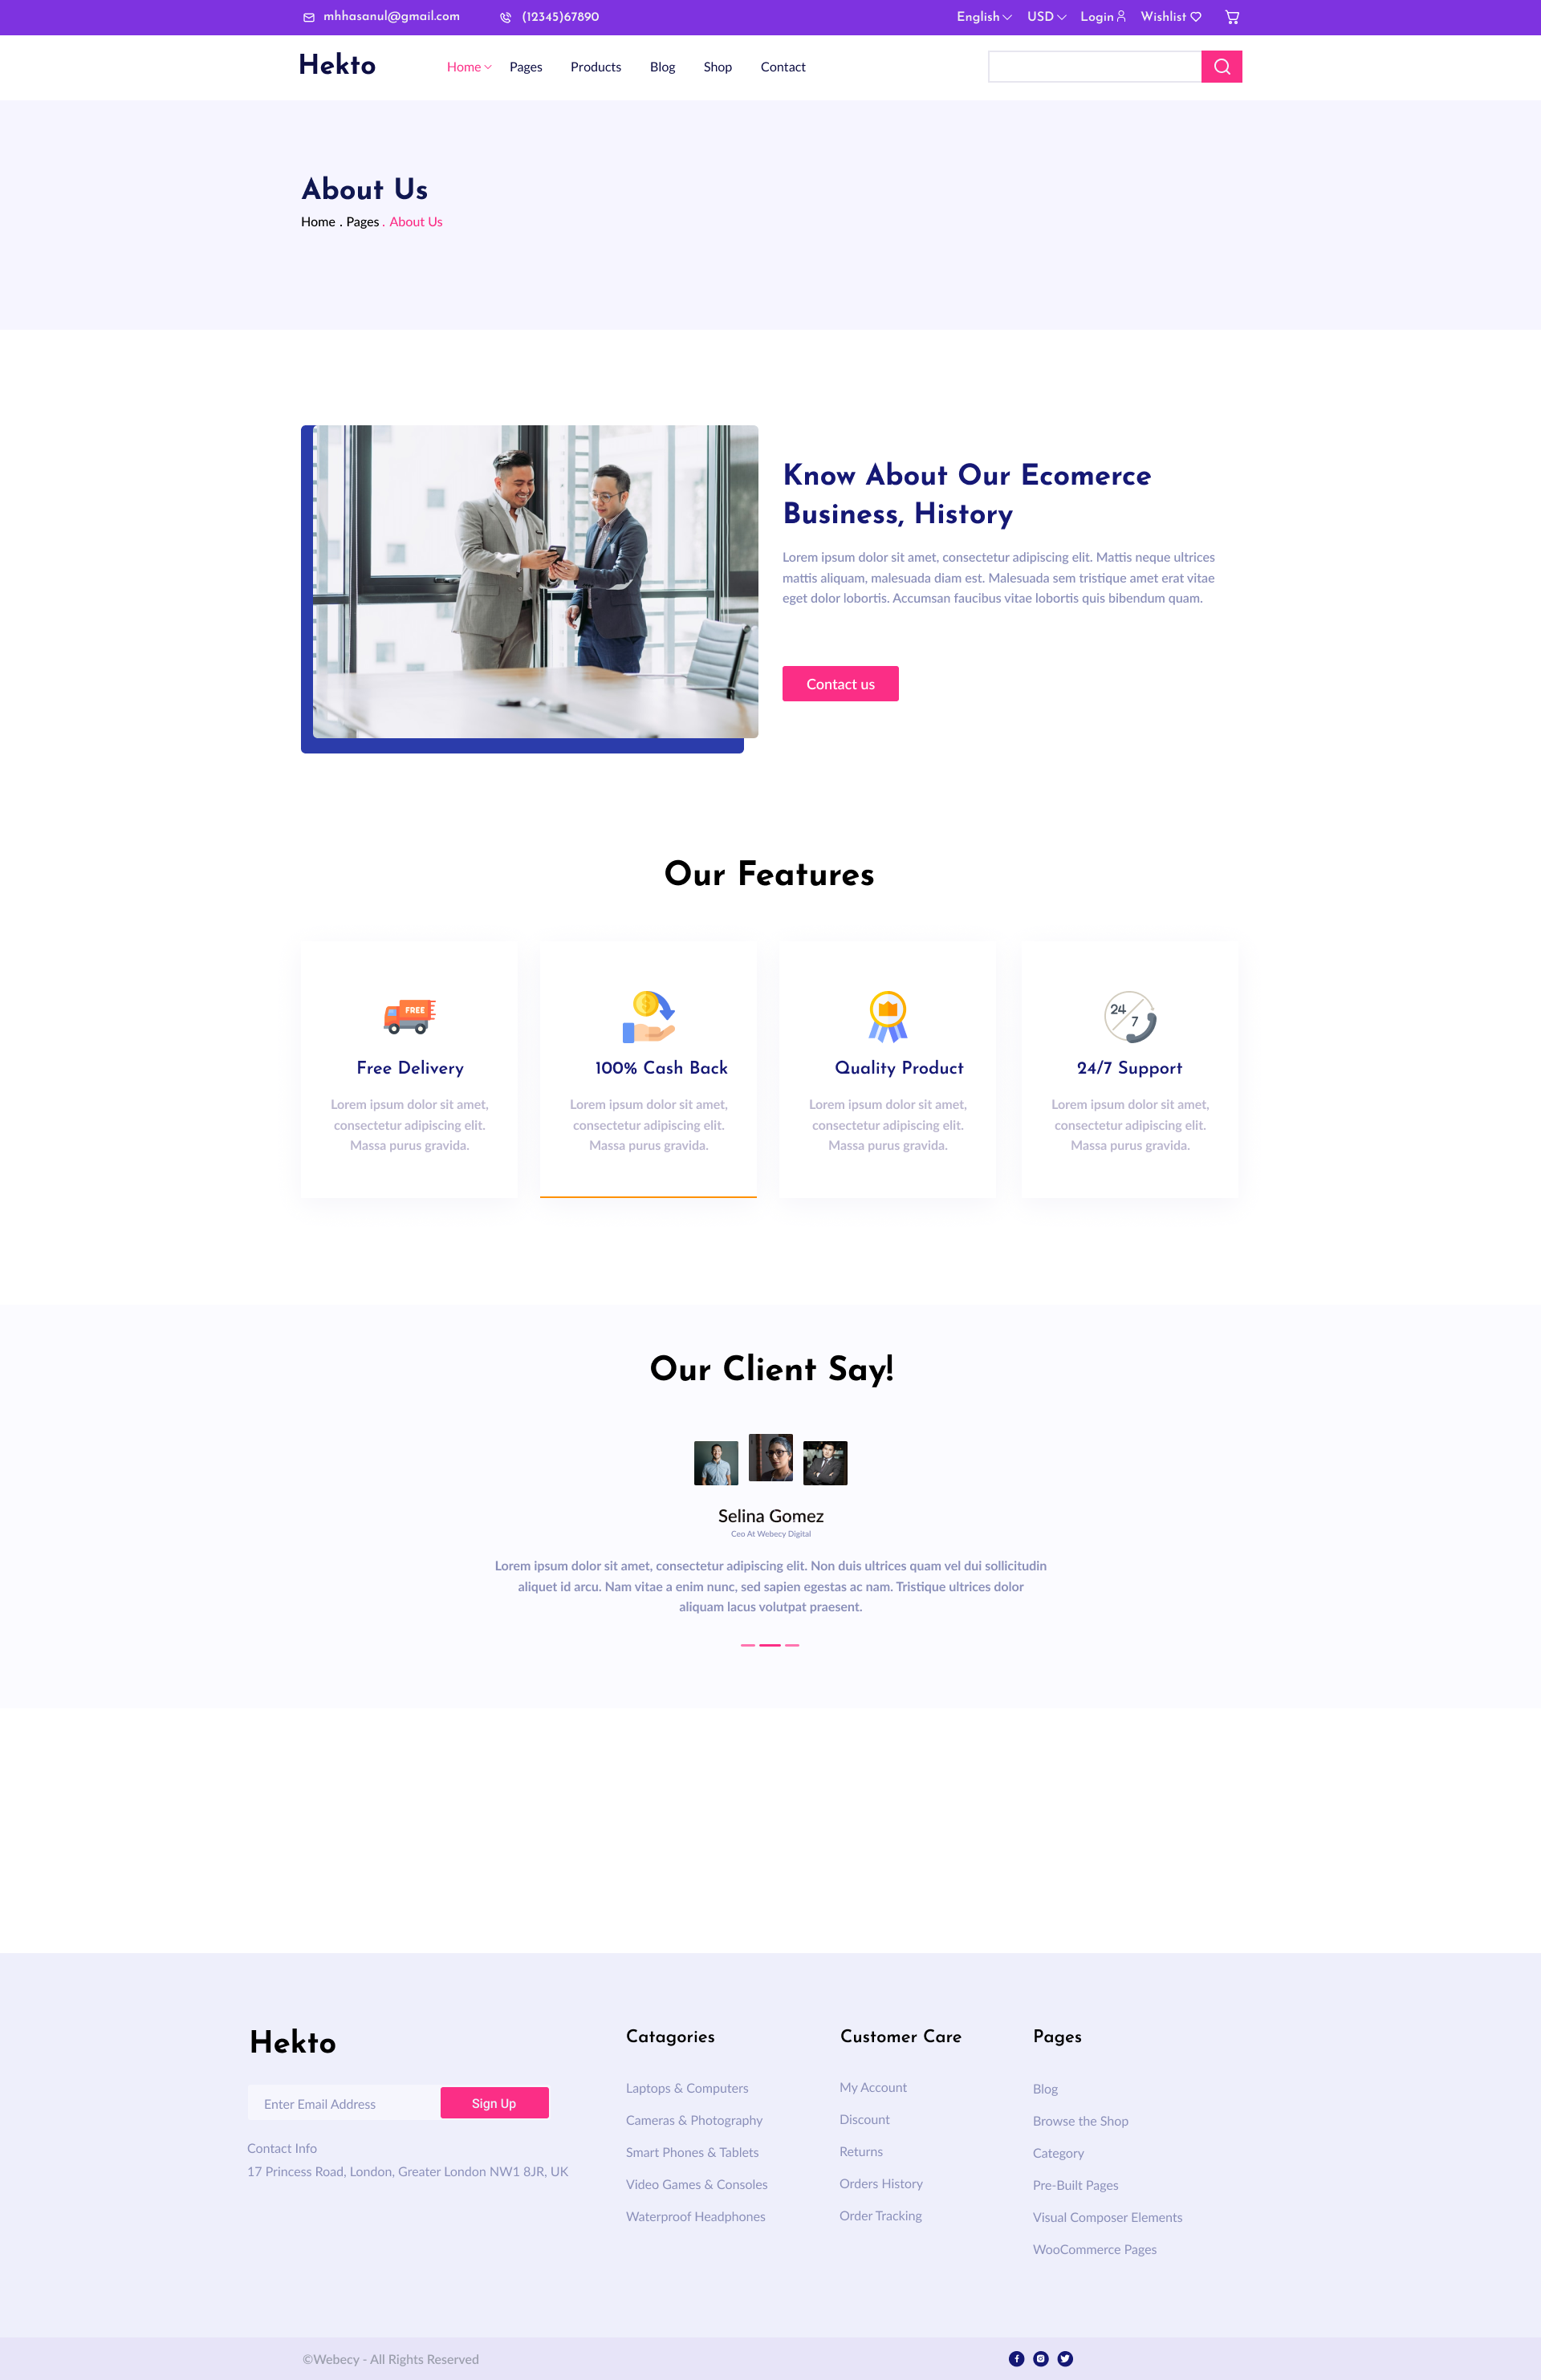 mhhasanul@gmail.com (12345)67890 English USD Login Wishlist
Hekto Home Pages Products Blog Shop Contact
About Us
Home . Pages . About Us
Know About Our Ecomerce
Business, History
Lorem ipsum dolor sit amet, consectetur adipiscing elit. Mattis neque ultrices
mattis aliquam, malesuada diam est. Malesuada sem tristique amet erat vitae
eget dolor lobortis. Accumsan faucibus vitae lobortis quis bibendum quam.
Contact us
Our Features
FREE
Free Delivery
Lorem ipsum dolor sit amet,
consectetur adipiscing elit.
Massa purus gravida.
$
100% Cash Back
Lorem ipsum dolor sit amet,
consectetur adipiscing elit.
Massa purus gravida.
Quality Product
Lorem ipsum dolor sit amet,
consectetur adipiscing elit.
Massa purus gravida.
24
7
24/7 Support
Lorem ipsum dolor sit amet,
consectetur adipiscing elit.
Massa purus gravida.
Our Client Say!
Selina Gomez
Ceo At Webecy Digital
Lorem ipsum dolor sit amet, consectetur adipiscing elit. Non duis ultrices quam vel dui sollicitudin
aliquet id arcu. Nam vitae a enim nunc, sed sapien egestas ac nam. Tristique ultrices dolor
aliquam lacus volutpat praesent.
Hekto
Enter Email Address Sign Up
Contact Info
17 Princess Road, London, Greater London NW1 8JR, UK
Catagories
Laptops & Computers
Cameras & Photography
Smart Phones & Tablets
Video Games & Consoles
Waterproof Headphones
Customer Care
My Account
Discount
Returns
Orders History
Order Tracking
Pages
Blog
Browse the Shop
Category
Pre-Built Pages
Visual Composer Elements
WooCommerce Pages
©Webecy - All Rights Reserved